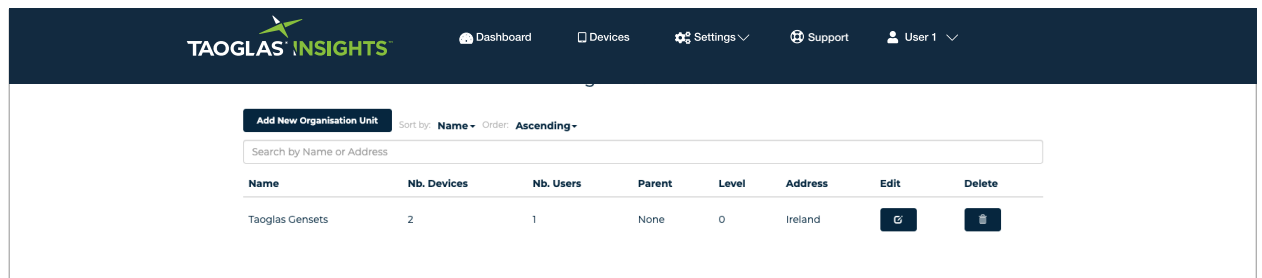 TAOGLAS INSIGHTS™
Dashboard Devices Settings Support User 1
Add New Organisation Unit Sort by: Name Order: Ascending
Search by Name or Address
Name Nb. Devices Nb. Users Parent Level Address Edit Delete
Taoglas Gensets 2 1 None 0 Ireland